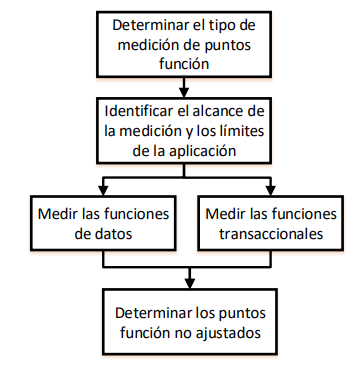 Determinar el tipo de
medición de puntos
función
Identificar el alcance de
la medición y los límites
de la aplicación
Medir las funciones
de datos
Medir las funciones
transaccionales
Determinar los puntos
función no ajustados